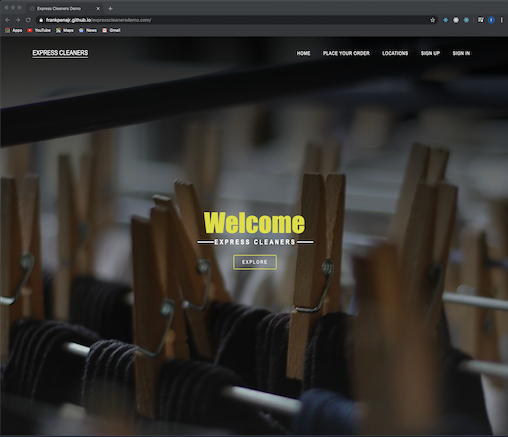 Express Cleaners Demo
frankpenajr.github.io/expresscleanersdemo.com/
Apps YouTube Maps News Gmail
EXPRESS CLEANERS HOME PLACE YOUR ORDER LOCATIONS SIGN UP SIGN IN
Welcome
EXPRESS CLEANERS
EXPLORE